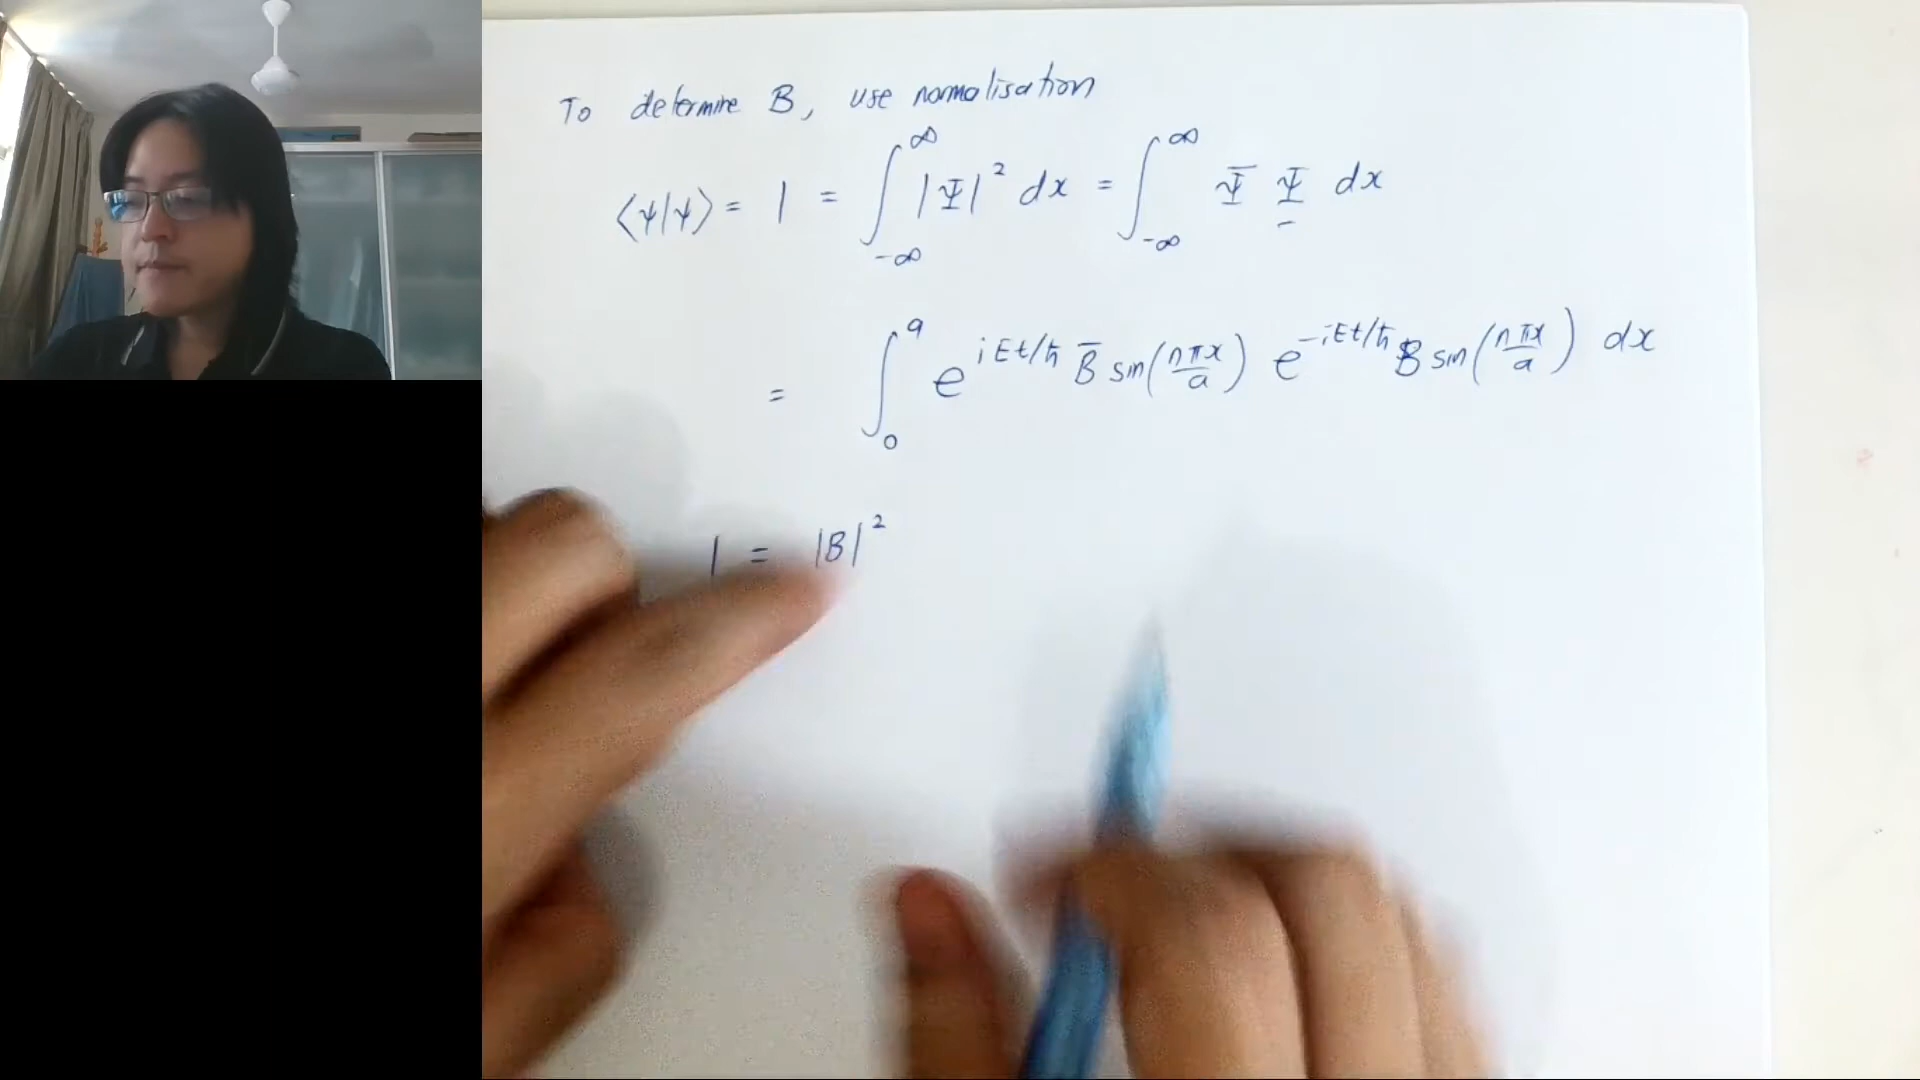 To determine B, use normalisation
⟨ψ|ψ⟩ = 1 = ∫_{-∞}^{∞} |Ψ|² dx = ∫_{-∞}^{∞} Ψ̄ Ψ dx
= ∫_0^a e^{iEt/ħ} B̄ sin(nπx/a) e^{-iEt/ħ} B sin(nπx/a) dx
1 = |B|²